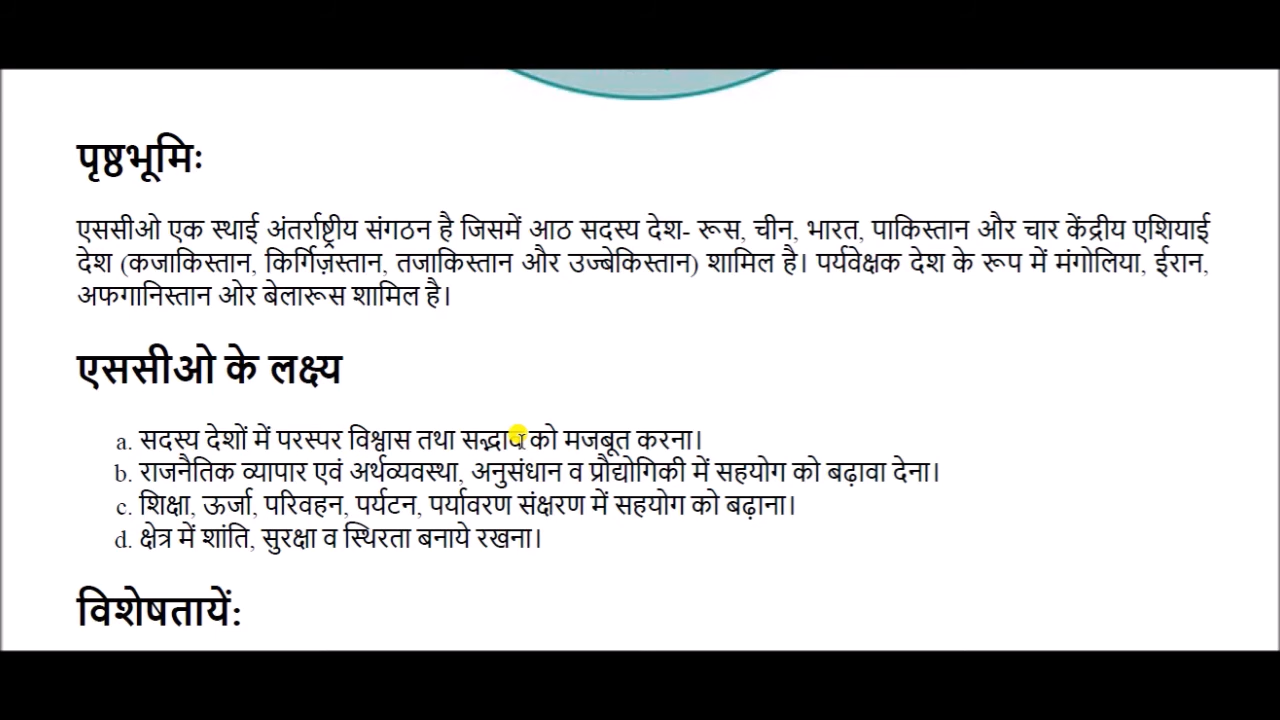 पृष्ठभूमिः
एससीओ एक स्थाई अंतर्राष्ट्रीय संगठन है जिसमें आठ सदस्य देश- रूस, चीन, भारत, पाकिस्तान और चार केंद्रीय एशियाई
देश (कजाकिस्तान, किर्गिज़स्तान, तजाकिस्तान और उज्बेकिस्तान) शामिल है। पर्यवेक्षक देश के रूप में मंगोलिया, ईरान,
अफगानिस्तान ओर बेलारूस शामिल है।
एससीओ के लक्ष्य
a. सदस्य देशों में परस्पर विश्वास तथा सद्भाव को मजबूत करना।
b. राजनैतिक व्यापार एवं अर्थव्यवस्था, अनुसंधान व प्रौद्योगिकी में सहयोग को बढ़ावा देना।
c. शिक्षा, ऊर्जा, परिवहन, पर्यटन, पर्यावरण संक्षरण में सहयोग को बढ़ाना।
d. क्षेत्र में शांति, सुरक्षा व स्थिरता बनाये रखना।
विशेषतायें: